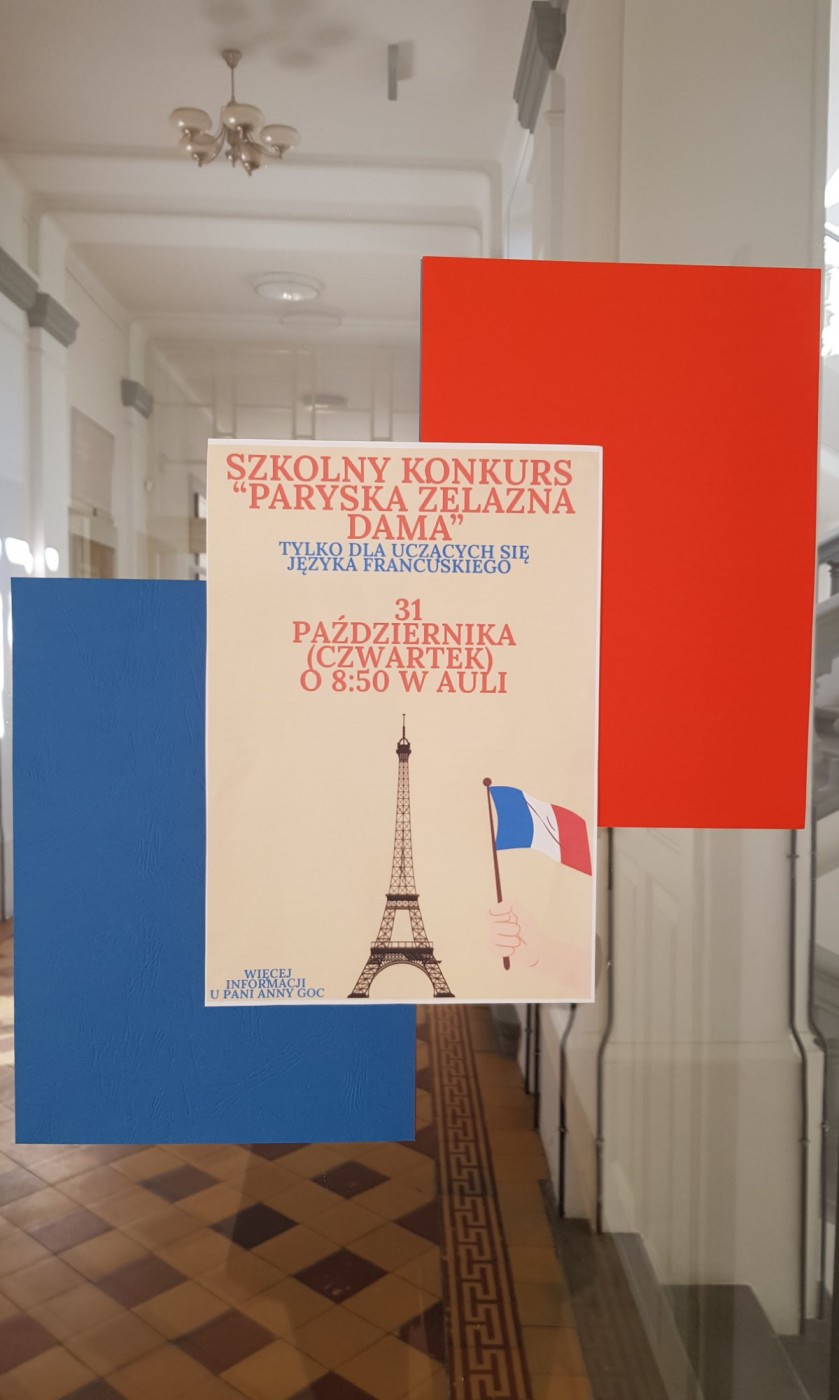 SZKOLNY KONKURS
“PARYSKA ŻELAZNA
DAMA”
TYLKO DLA UCZĄCYCH SIĘ
JĘZYKA FRANCUSKIEGO
31
PAŹDZIERNIKA
(CZWARTEK)
O 8:50 W AULI
WIĘCEJ
INFORMACJI
U PANI ANNY GOC